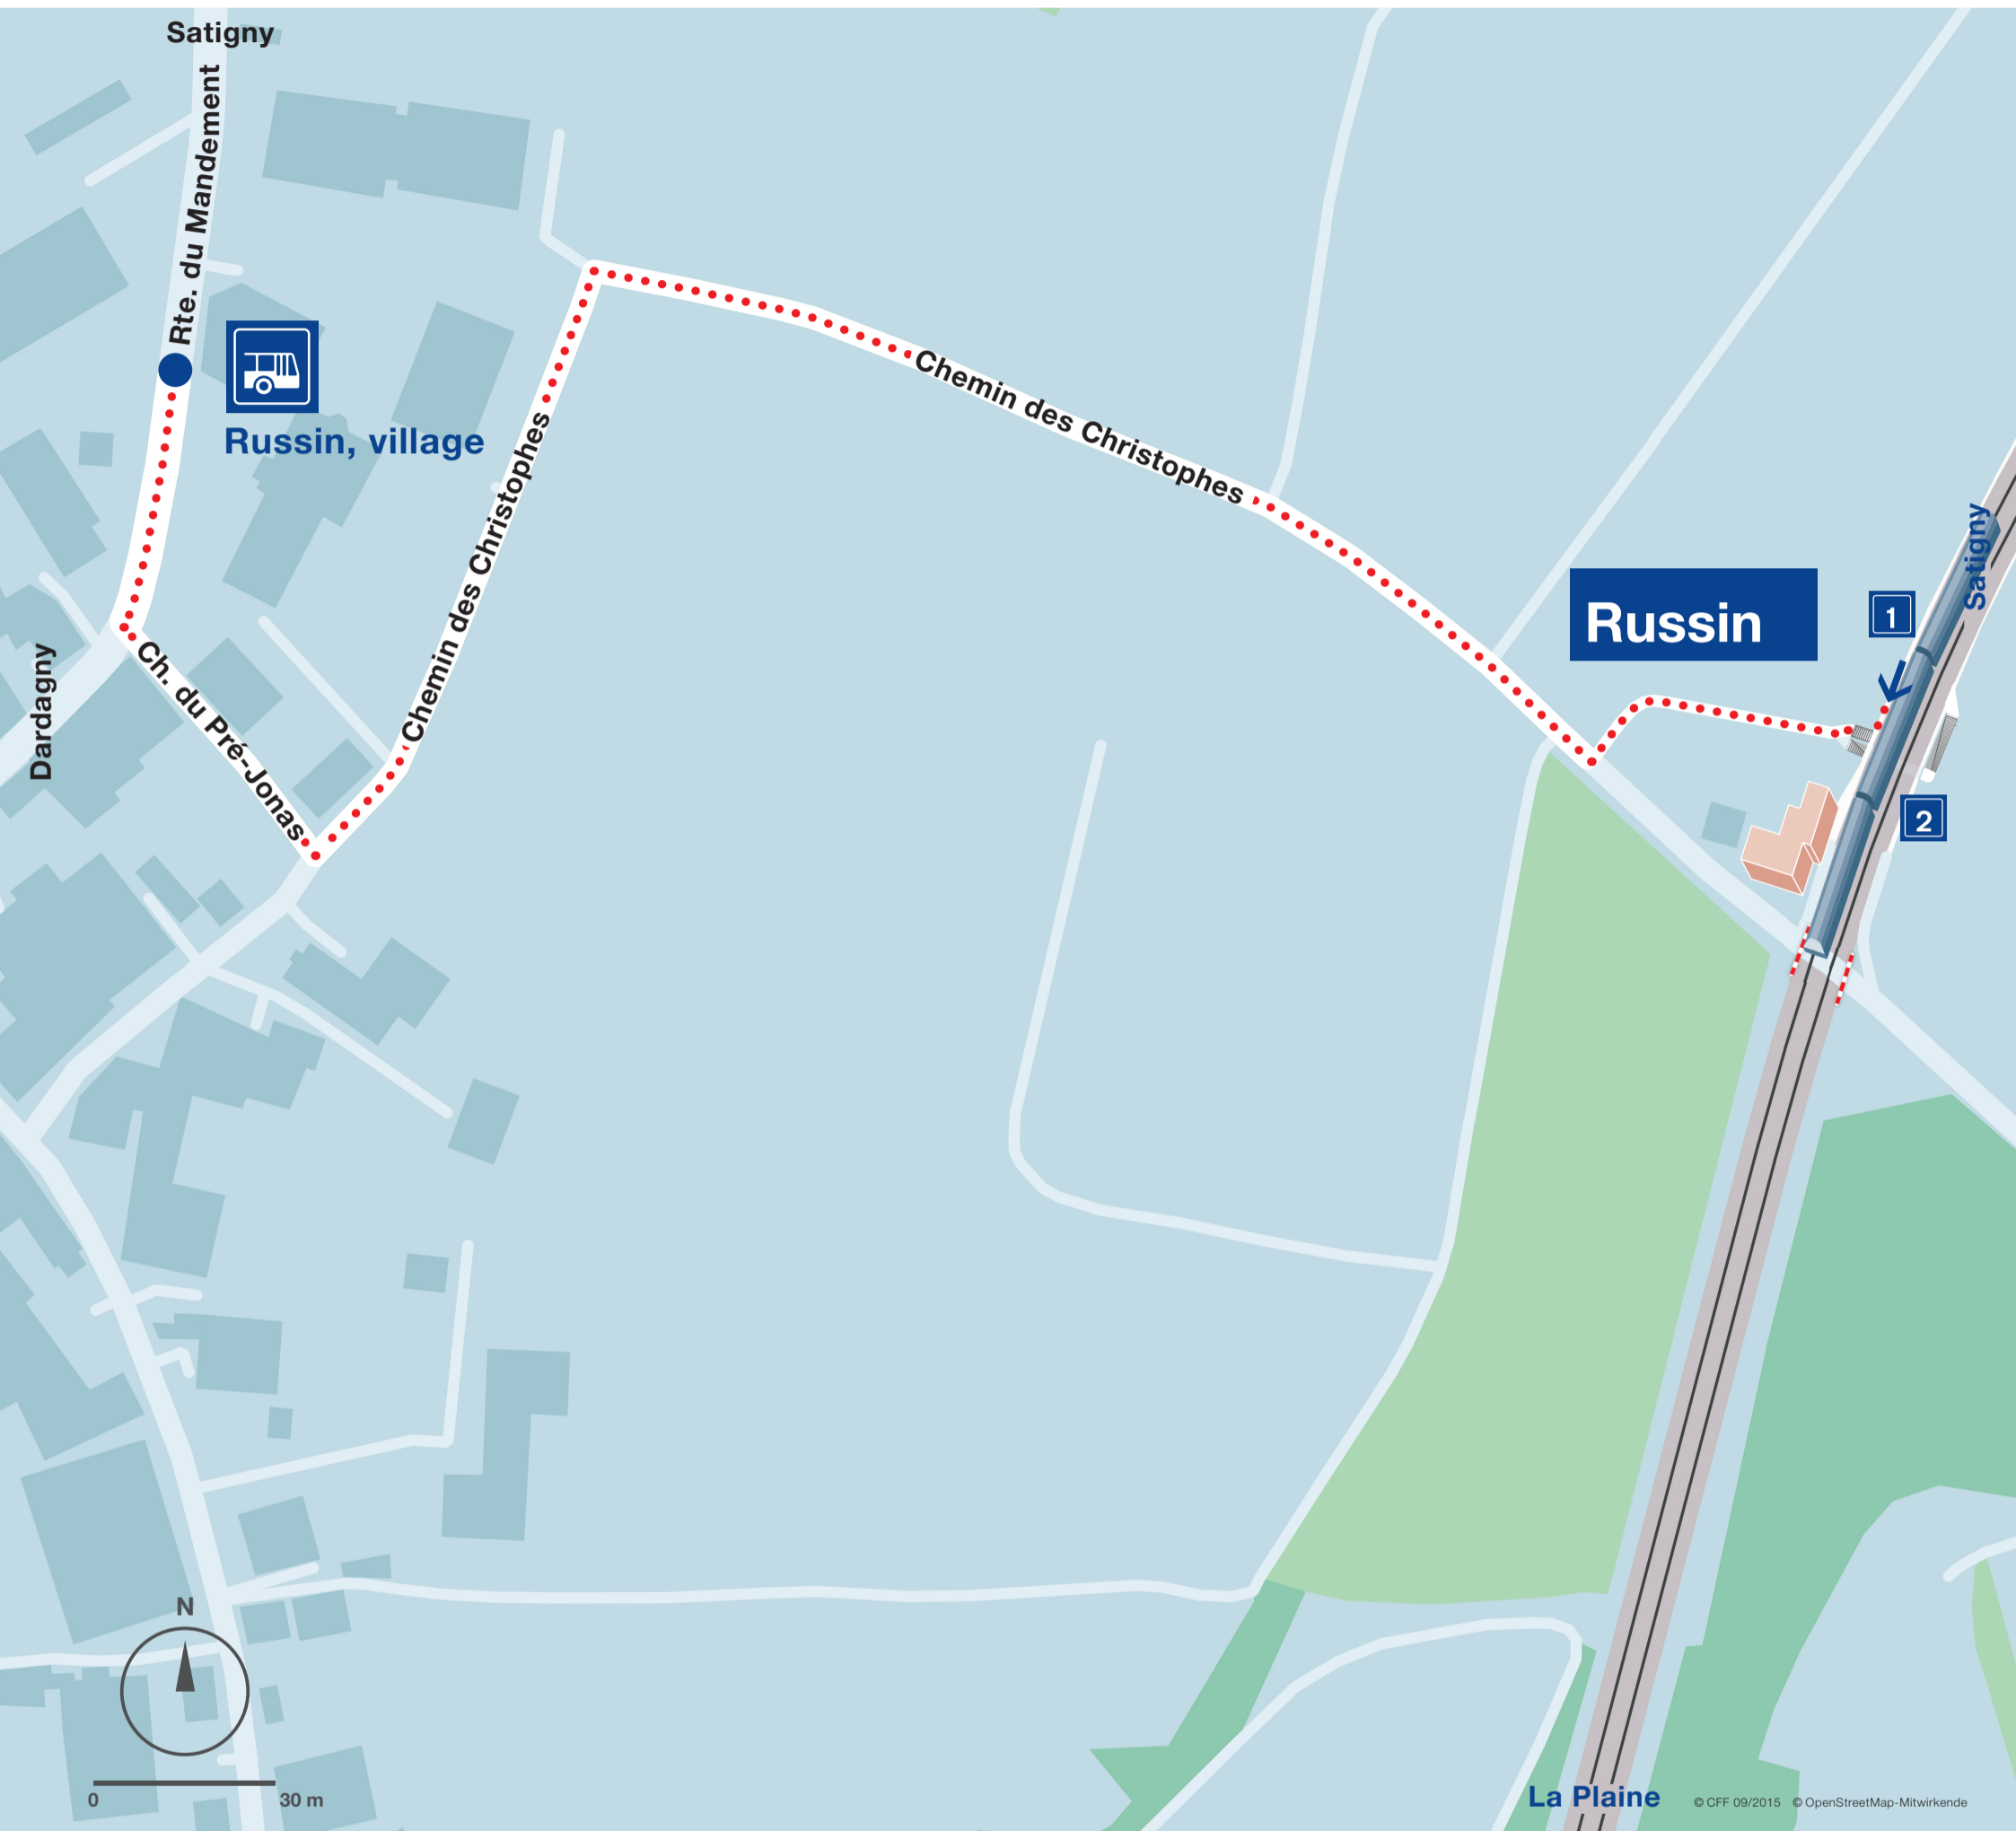 Satigny
Rte. du Mandement
Russin, village
Chemin des Christophes
Chemin des Christophes
Satigny
Russin
1
Dardagny
Ch. du Pré-Jonas
2
N
0
30 m
La Plaine
© CFF 09/2015 © OpenStreetMap-Mitwirkende